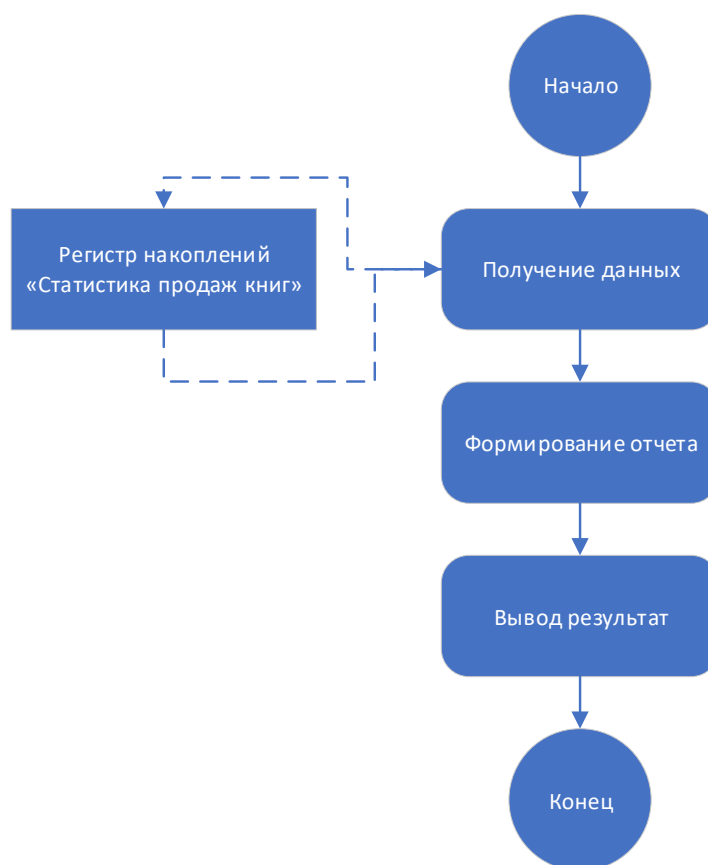 Начало
Регистр накоплений
«Статистика продаж книг»
Получение данных
Формирование отчета
Вывод результат
Конец